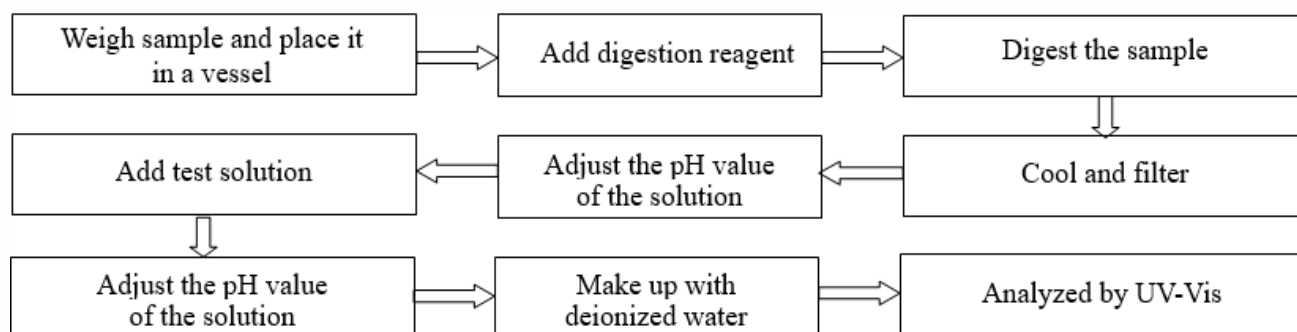 Weigh sample and place it
in a vessel
Add digestion reagent
Digest the sample
Cool and filter
Adjust the pH value
of the solution
Add test solution
Adjust the pH value
of the solution
Make up with
deionized water
Analyzed by UV-Vis